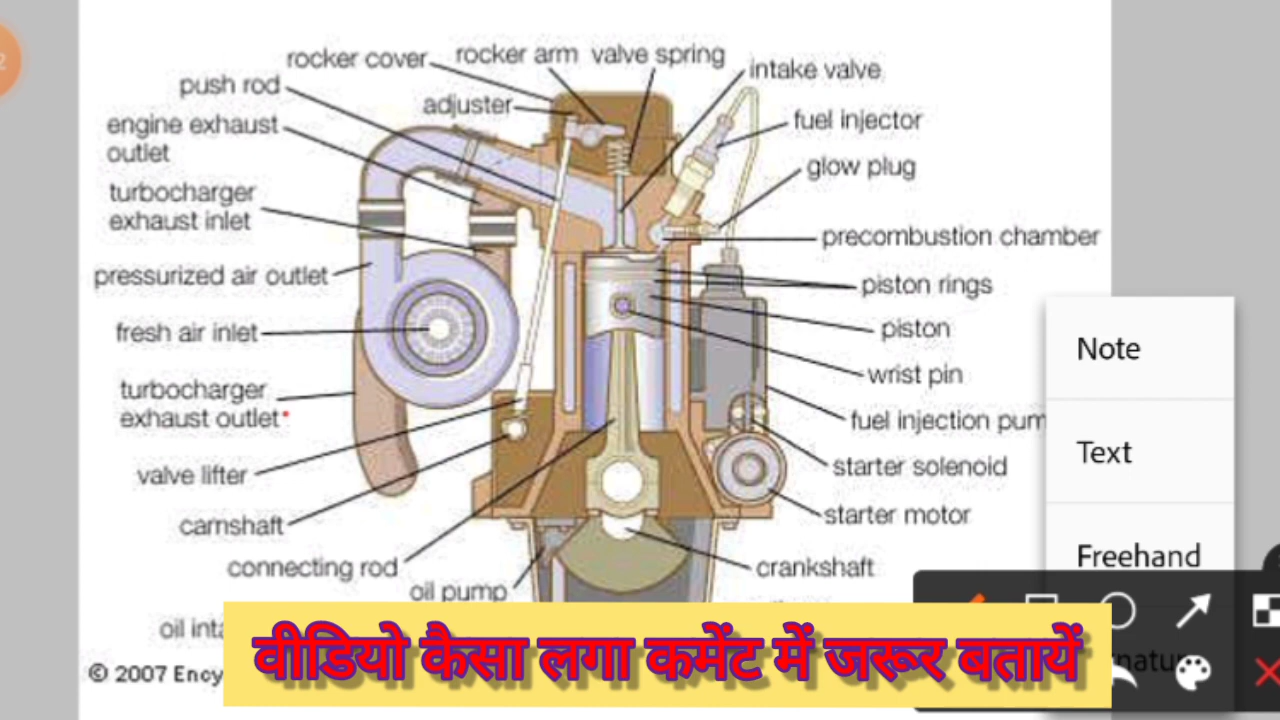 2
rocker cover
rocker arm
valve spring
intake valve
push rod
adjuster
engine exhaust
outlet
fuel injector
glow plug
turbocharger
exhaust inlet
precombustion chamber
pressurized air outlet
piston rings
fresh air inlet
piston
wrist pin
turbocharger
exhaust outlet
fuel injection pum
valve lifter
starter solenoid
camshaft
starter motor
connecting rod
crankshaft
oil pump
oil
© 2007
Note
Text
Freehand
वीडियो कैसा लगा कमेंट में जरूर बतायें